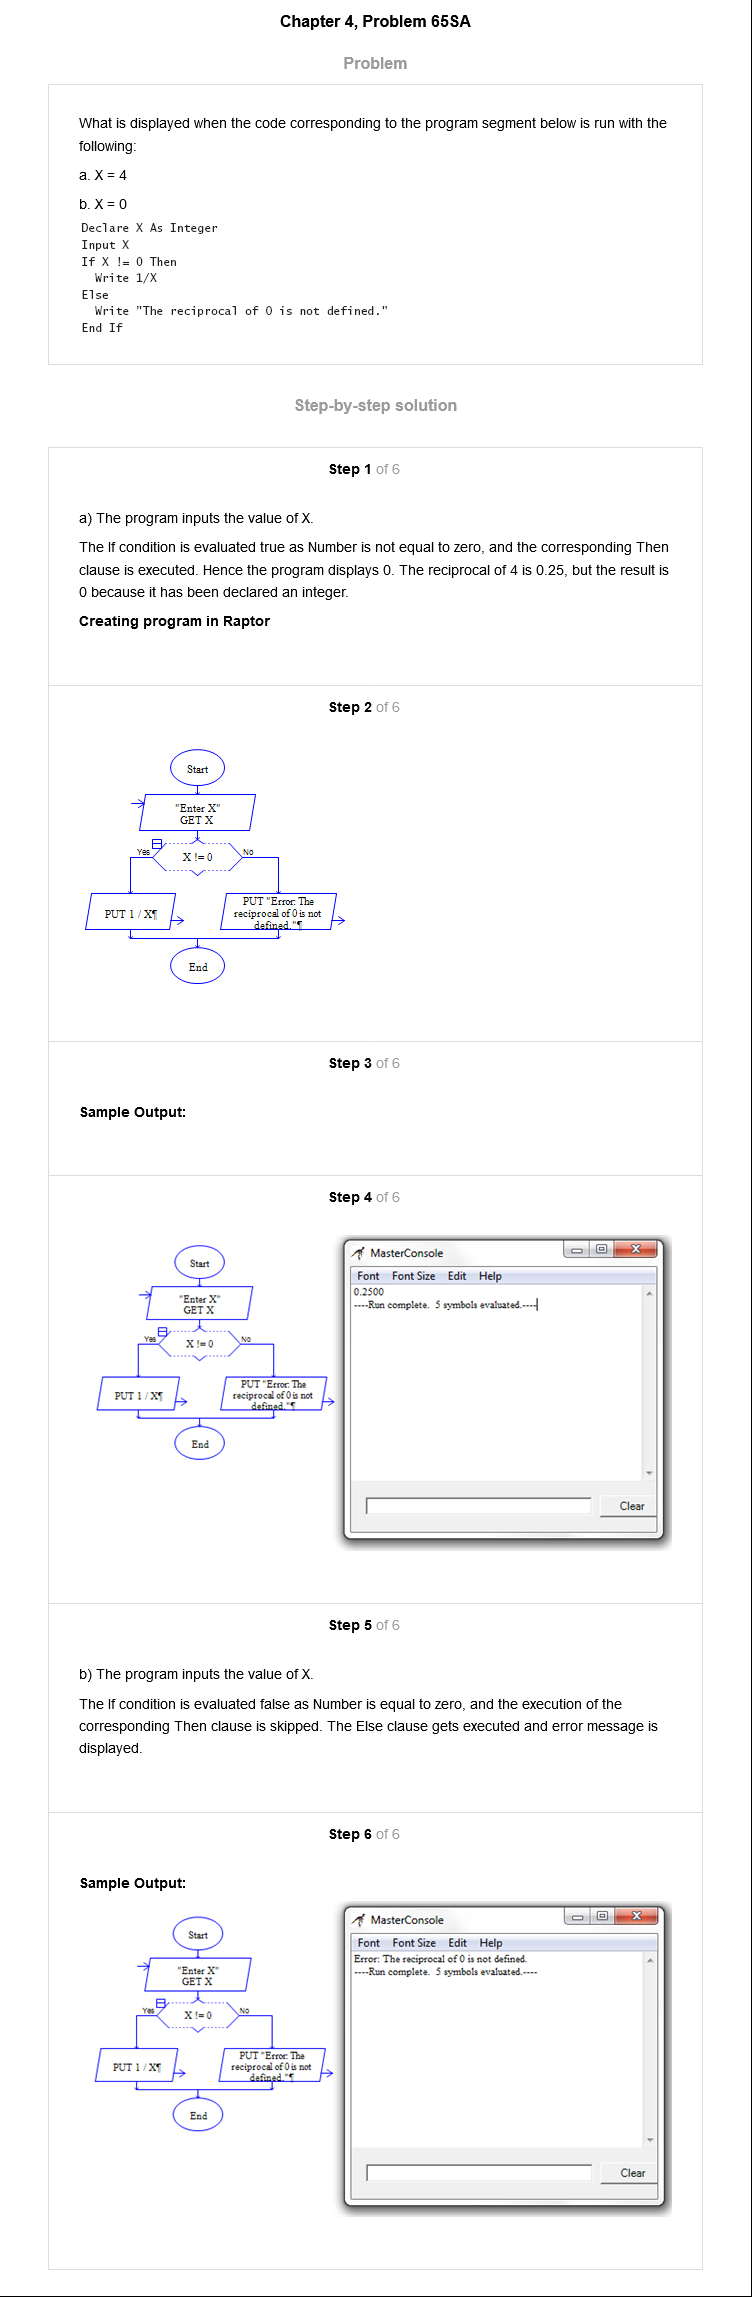 Chapter 4, Problem 65SA
Problem
What is displayed when the code corresponding to the program segment below is run with the
following:
a. X = 4
b. X = 0
Declare X As Integer
Input X
If X != 0 Then
  Write 1/X
Else
  Write "The reciprocal of 0 is not defined."
End If
Step-by-step solution
Step 1 of 6
a) The program inputs the value of X.
The If condition is evaluated true as Number is not equal to zero, and the corresponding Then
clause is executed. Hence the program displays 0. The reciprocal of 4 is 0.25, but the result is
0 because it has been declared an integer.
Creating program in Raptor
Step 2 of 6
Start
"Enter X"
GET X
Yes
X != 0
No
PUT 1 / X¶
PUT "Error: The
reciprocal of 0 is not
defined."¶
End
Step 3 of 6
Sample Output:
Step 4 of 6
Start
"Enter X"
GET X
Yes
X != 0
No
PUT 1 / X¶
PUT "Error: The
reciprocal of 0 is not
defined."¶
End
MasterConsole
Font Font Size Edit Help
0.2500
----Run complete. 5 symbols evaluated.----
Clear
Step 5 of 6
b) The program inputs the value of X.
The If condition is evaluated false as Number is equal to zero, and the execution of the
corresponding Then clause is skipped. The Else clause gets executed and error message is
displayed.
Step 6 of 6
Sample Output:
Start
"Enter X"
GET X
Yes
X != 0
No
PUT 1 / X¶
PUT "Error: The
reciprocal of 0 is not
defined."¶
End
MasterConsole
Font Font Size Edit Help
Error: The reciprocal of 0 is not defined.
----Run complete. 5 symbols evaluated.----
Clear